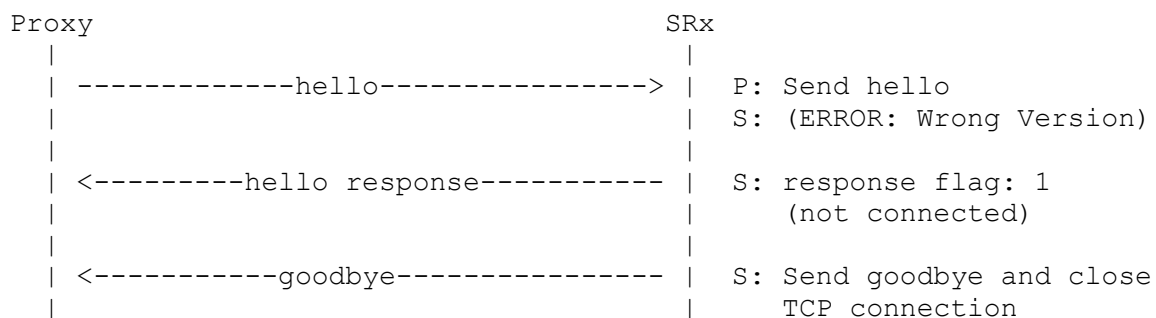 Proxy                                       SRx
  |                                          |
  | -------------hello----------------> |  P: Send hello
  |                                          |  S: (ERROR: Wrong Version)
  |                                          |
  | <---------hello response----------- |  S: response flag: 1
  |                                          |     (not connected)
  |                                          |
  | <-----------goodbye---------------- |  S: Send goodbye and close
  |                                          |     TCP connection